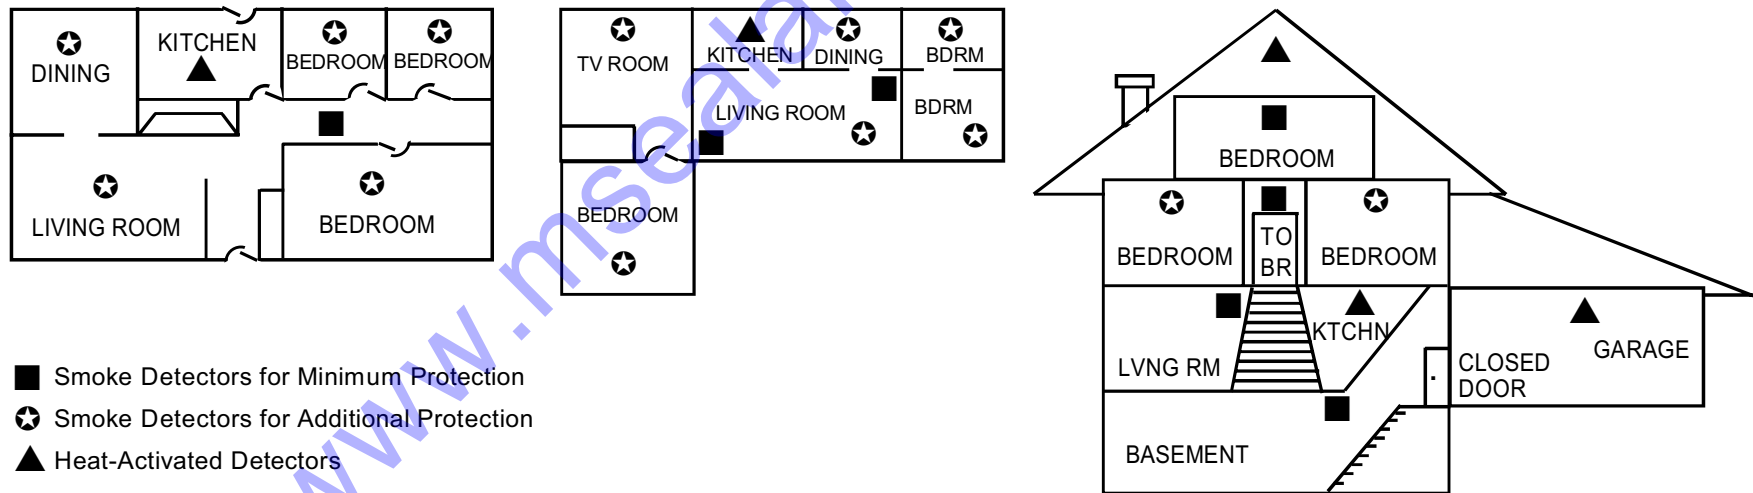 DINING
KITCHEN
BEDROOM
BEDROOM
LIVING ROOM
BEDROOM
TV ROOM
KITCHEN
DINING
BDRM
LIVING ROOM
BDRM
BEDROOM
BEDROOM
BEDROOM
TO
BR
BEDROOM
LVNG RM
KTCHN
CLOSED
DOOR
GARAGE
BASEMENT
Smoke Detectors for Minimum Protection
Smoke Detectors for Additional Protection
Heat-Activated Detectors
www.mseala